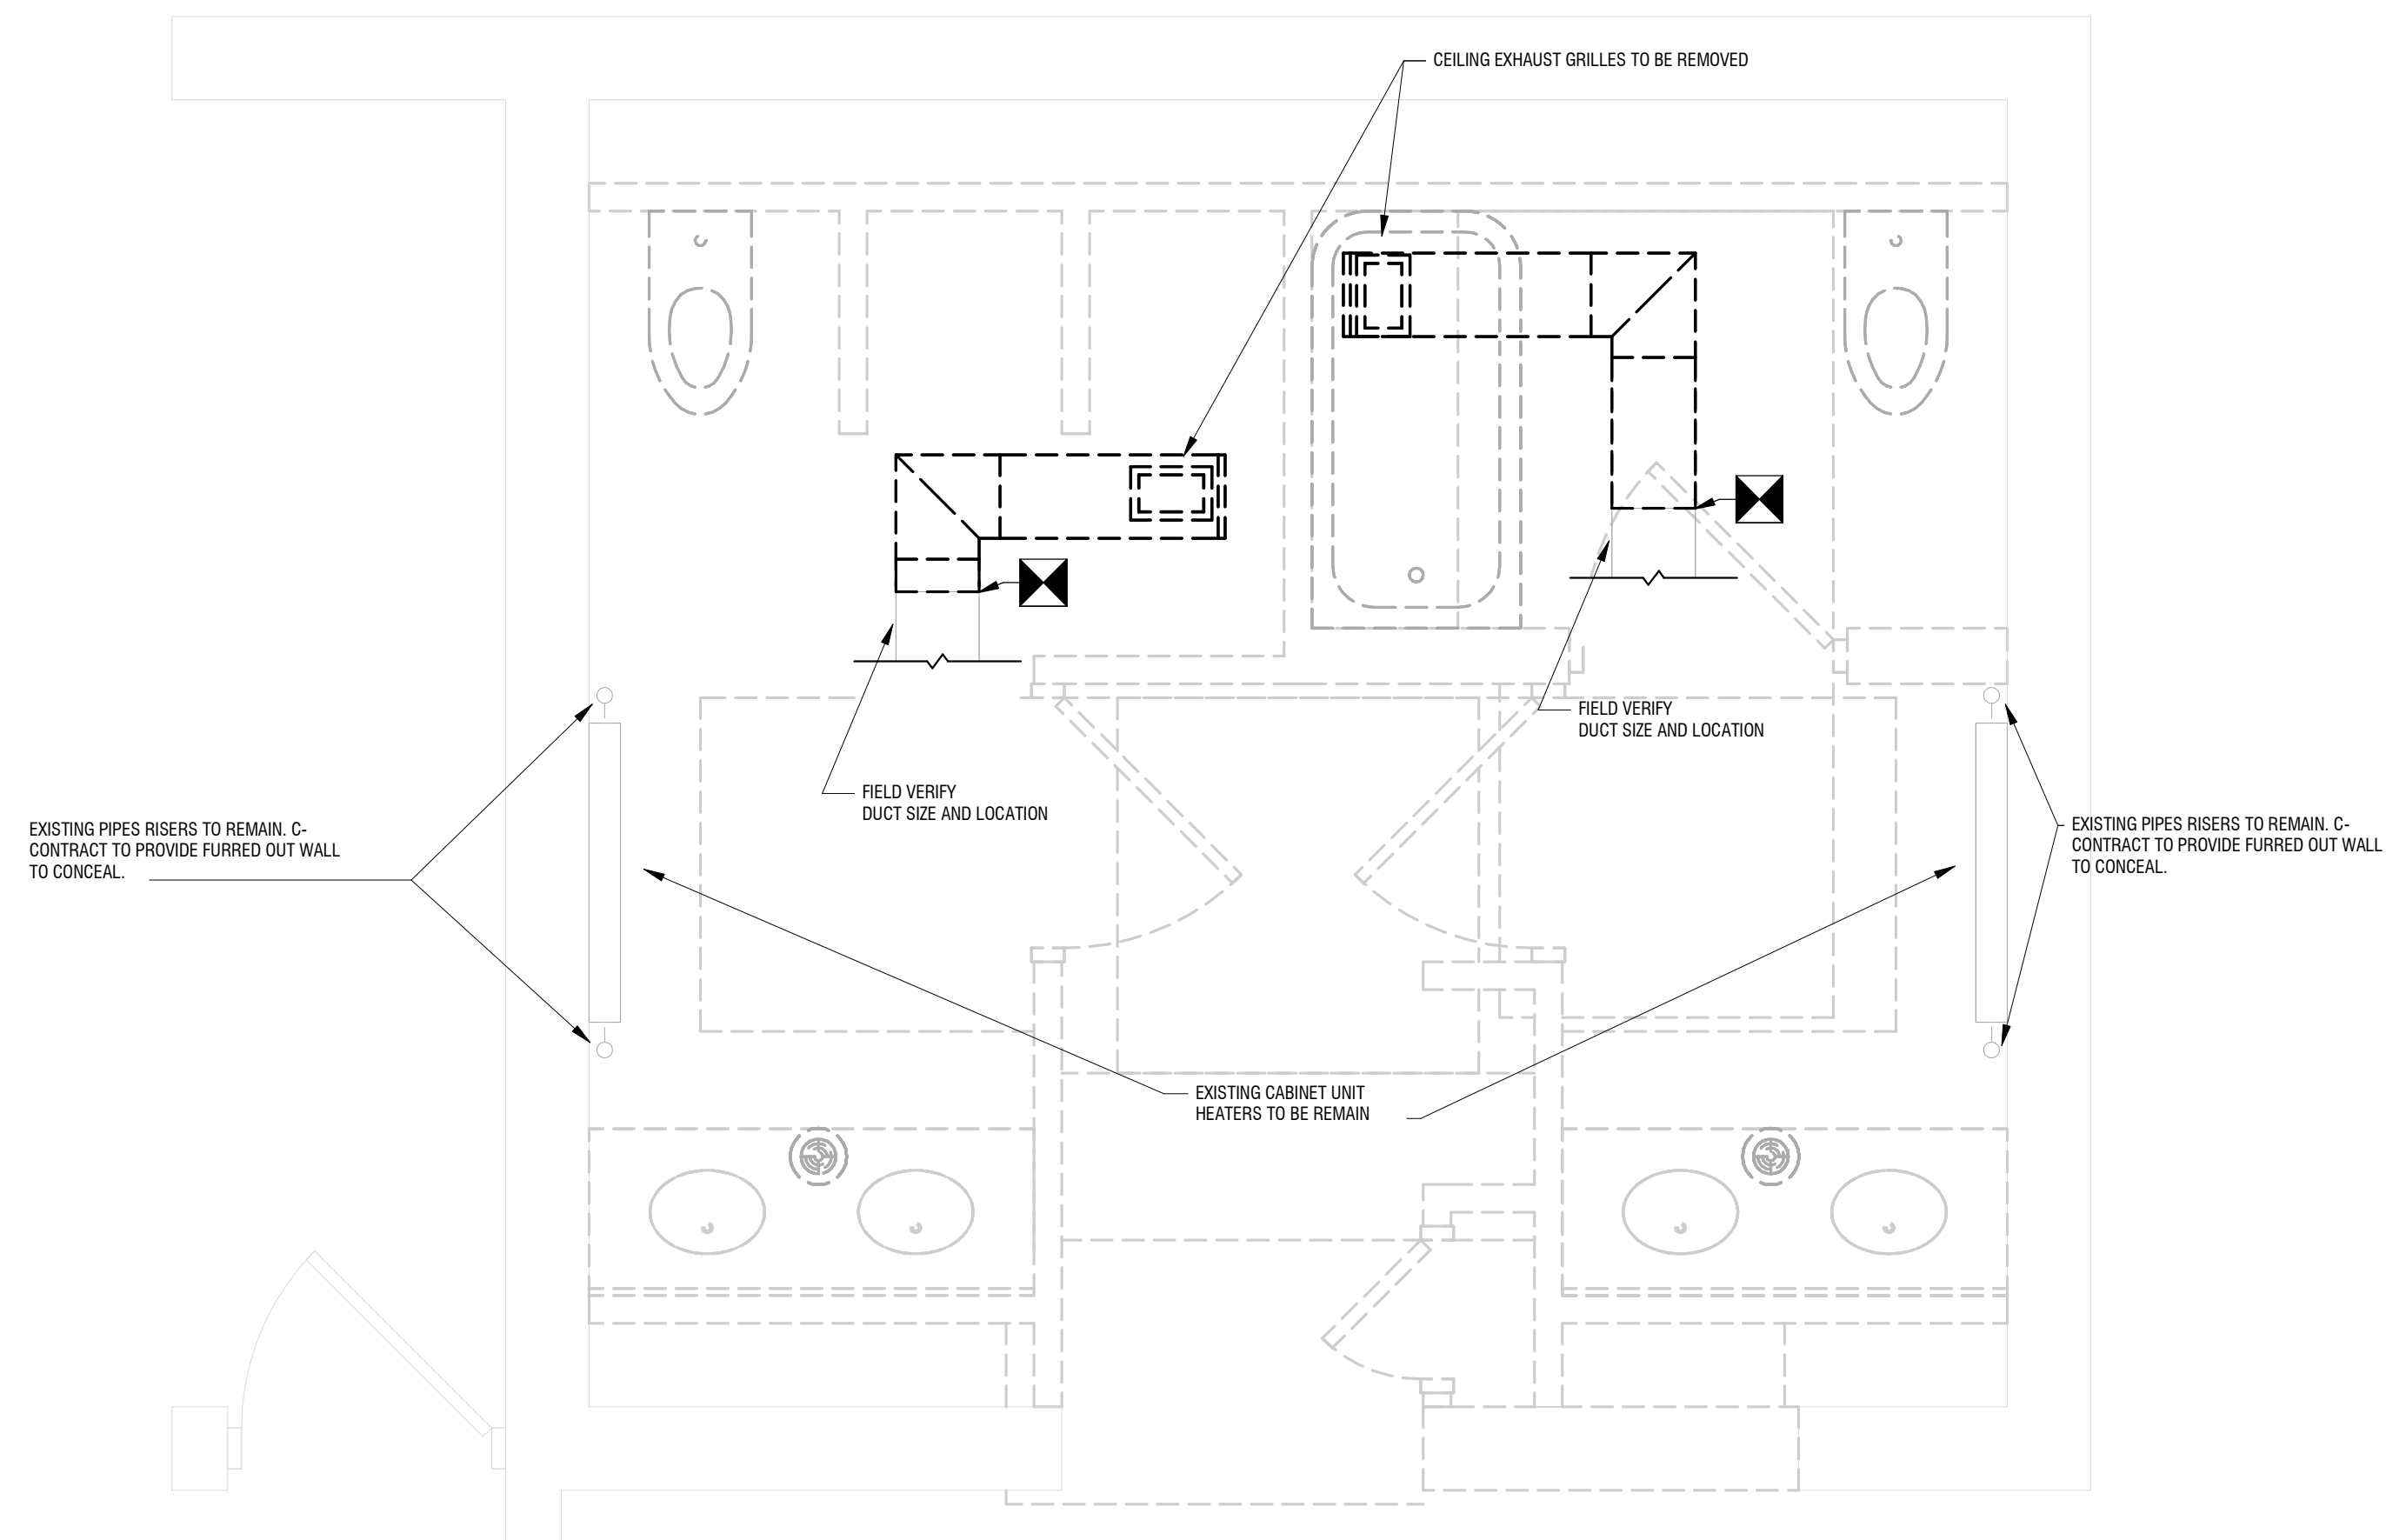 CEILING EXHAUST GRILLES TO BE REMOVED
FIELD VERIFY
DUCT SIZE AND LOCATION
FIELD VERIFY
DUCT SIZE AND LOCATION
EXISTING PIPES RISERS TO REMAIN. C-
CONTRACT TO PROVIDE FURRED OUT WALL
TO CONCEAL.
EXISTING PIPES RISERS TO REMAIN. C-
CONTRACT TO PROVIDE FURRED OUT WALL
TO CONCEAL.
EXISTING CABINET UNIT
HEATERS TO BE REMAIN